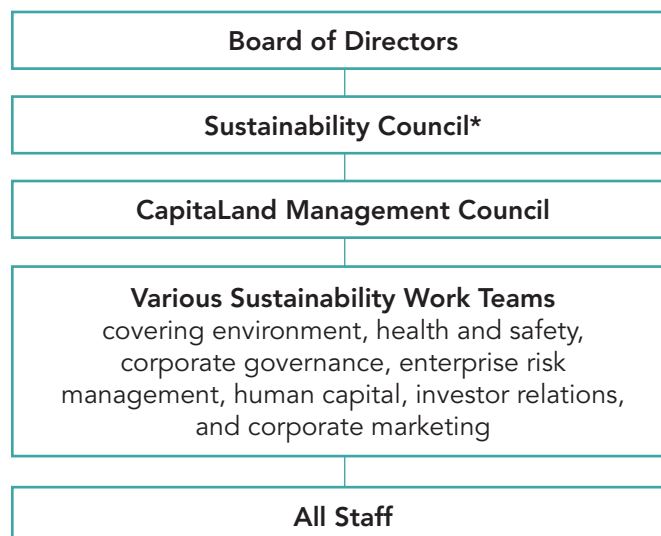 Board of Directors
Sustainability Council*
CapitaLand Management Council
Various Sustainability Work Teams
covering environment, health and safety,
corporate governance, enterprise risk
management, human capital, investor relations,
and corporate marketing
All Staff